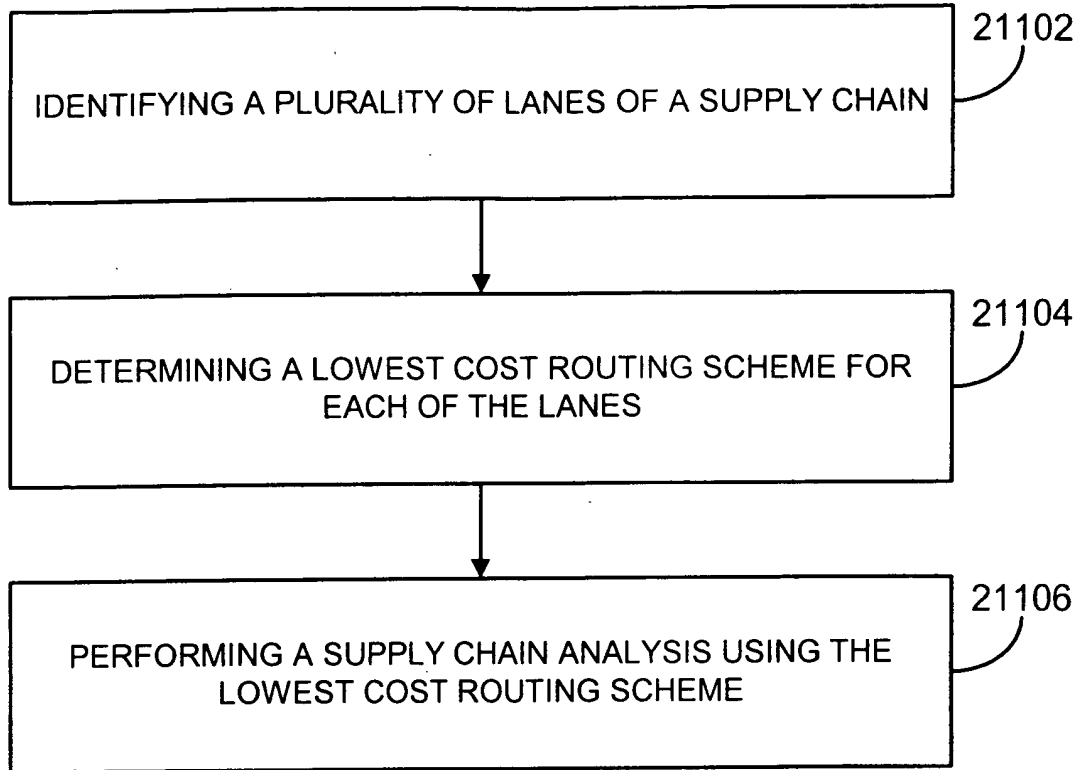 21102
IDENTIFYING A PLURALITY OF LANES OF A SUPPLY CHAIN
21104
DETERMINING A LOWEST COST ROUTING SCHEME FOR
EACH OF THE LANES
21106
PERFORMING A SUPPLY CHAIN ANALYSIS USING THE
LOWEST COST ROUTING SCHEME